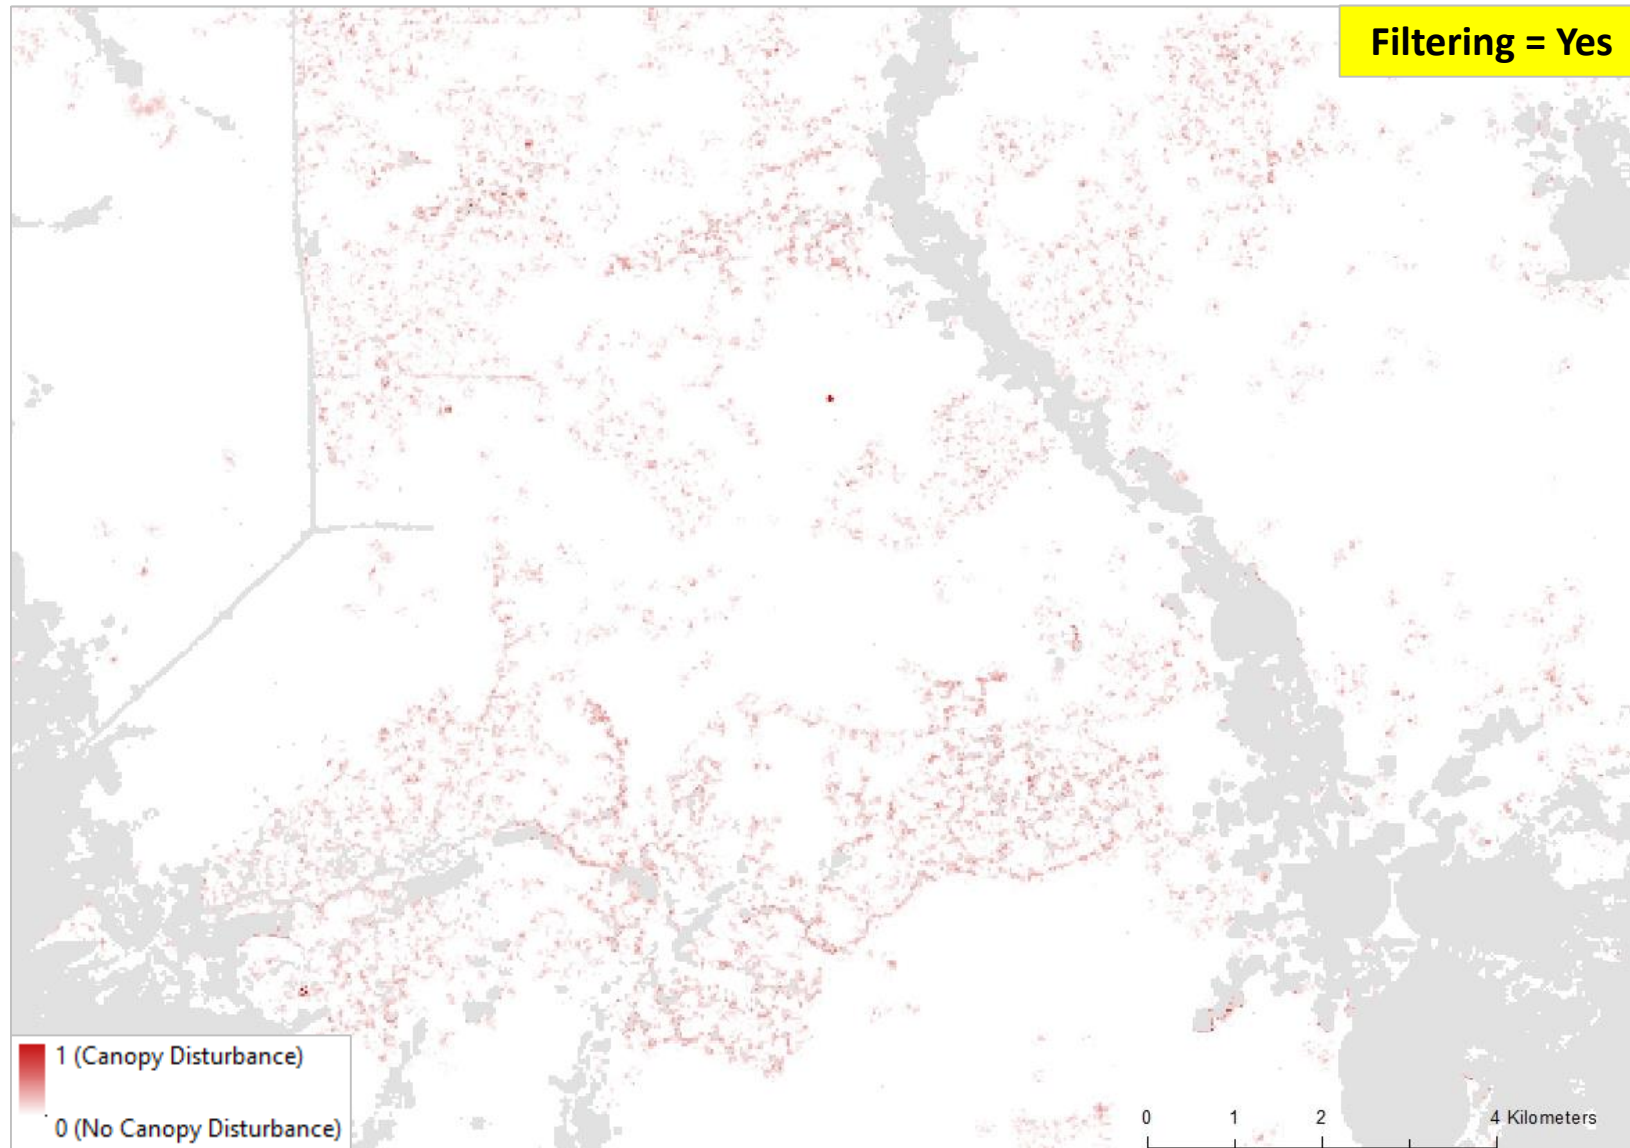 Filtering = Yes
1 (Canopy Disturbance)
0 (No Canopy Disturbance)
0 1 2 4 Kilometers